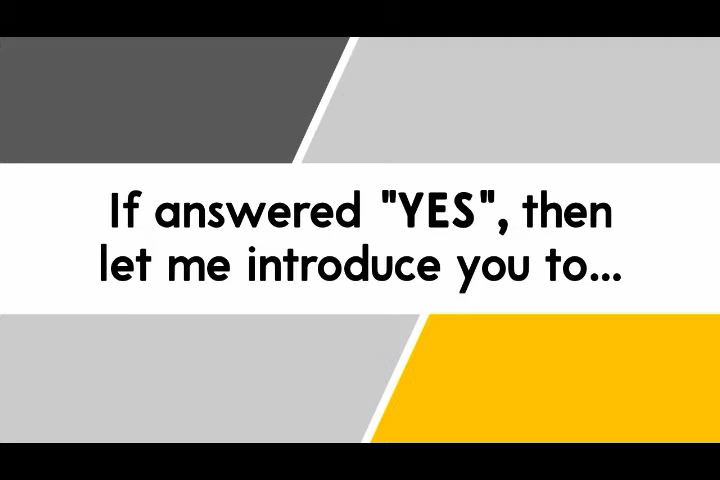 If answered "YES", then
let me introduce you to...